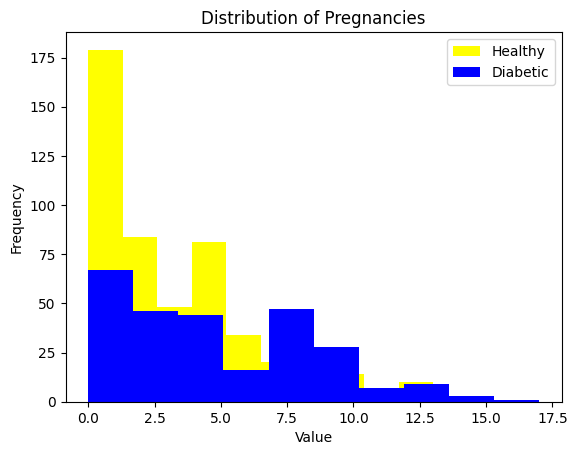 Distribution of Pregnancies
Healthy
Diabetic
Frequency
175
150
125
100
75
50
25
0
0.0 2.5 5.0 7.5 10.0 12.5 15.0 17.5
Value